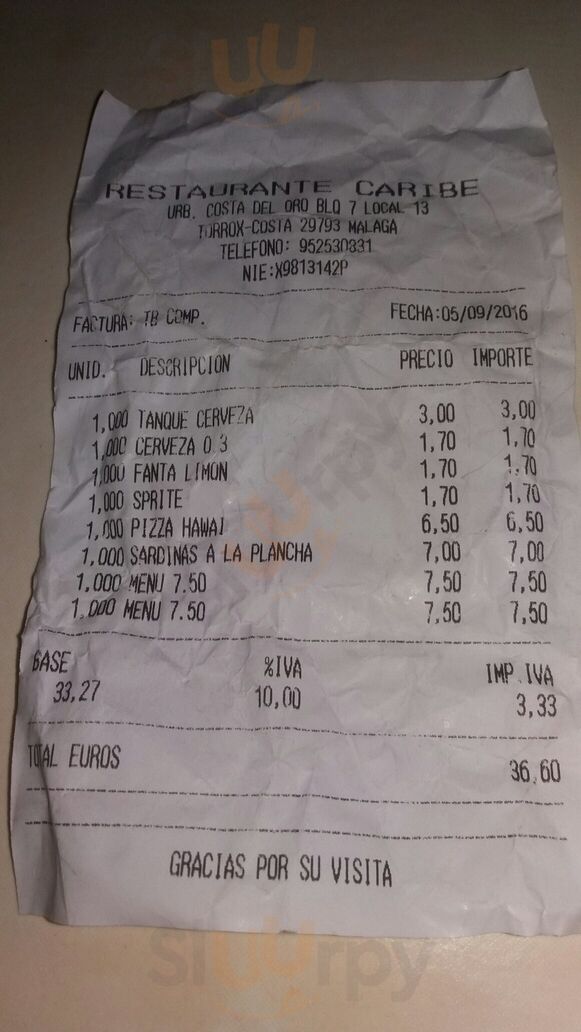 RESTAURANTE CARIBE
URB. COSTA DEL ORO BLQ 7 LOCAL 13
TORROX-COSTA 29793 MALAGA
TELEFONO: 952530331
NIE:X9813142P
FACTURA: TB COMP. FECHA:05/09/2016
UNID. DESCRIPCION PRECIO IMPORTE
1,000 TANQUE CERVEZA 3,00 3,00
1,000 CERVEZA 0.3 1,70 1,70
1,000 FANTA LIMON 1,70 1,70
1,000 SPRITE 1,70 1,70
1,000 PIZZA HAWAI 6,50 6,50
1,000 SARDINAS A LA PLANCHA 7,00 7,00
1,000 MENU 7.50 7,50 7,50
1,000 MENU 7.50 7,50 7,50
BASE %IVA IMP.IVA
33,27 10,00 3,33
TOTAL EUROS 36,60
GRACIAS POR SU VISITA
Sluurpy